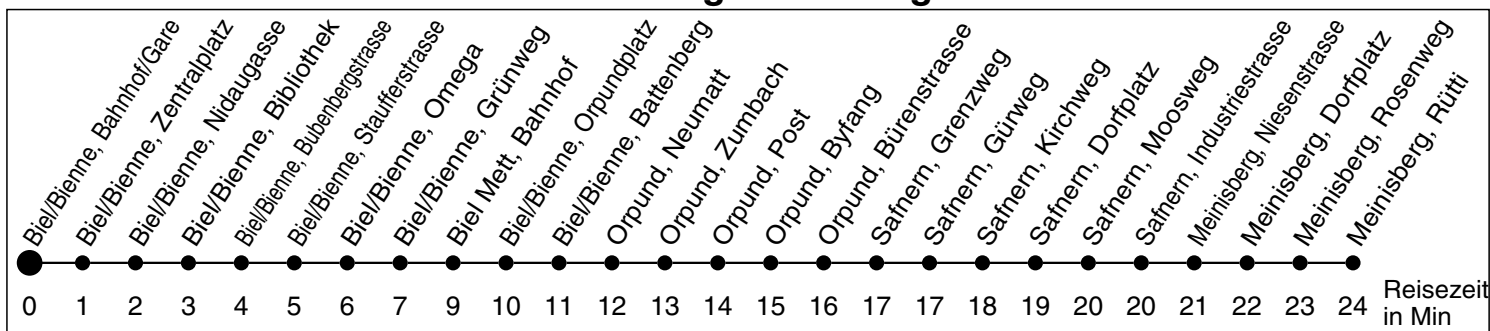 Biel/Bienne, Bahnhof/Gare
Biel/Bienne, Zentralplatz
Biel/Bienne, Nidaugasse
Biel/Bienne, Bibliothek
Biel/Bienne, Bubenbergstrasse
Biel/Bienne, Staufferstrasse
Biel/Bienne, Omega
Biel/Bienne, Grünweg
Biel Mett, Bahnhof
Biel/Bienne, Orpundplatz
Biel/Bienne, Battenberg
Orpund, Neumatt
Orpund, Zumbach
Orpund, Post
Orpund, Byfang
Orpund, Bürenstrasse
Safnern, Grenzweg
Safnern, Gürweg
Safnern, Kirchweg
Safnern, Dorfplatz
Safnern, Moosweg
Safnern, Industriestrasse
Meinisberg, Niesenstrasse
Meinisberg, Dorfplatz
Meinisberg, Rosenweg
Meinisberg, Rütti
0 1 2 3 4 5 6 7 9 10 11 12 13 14 15 16 17 17 18 19 20 20 21 22 23 24
Reisezeit
in Min